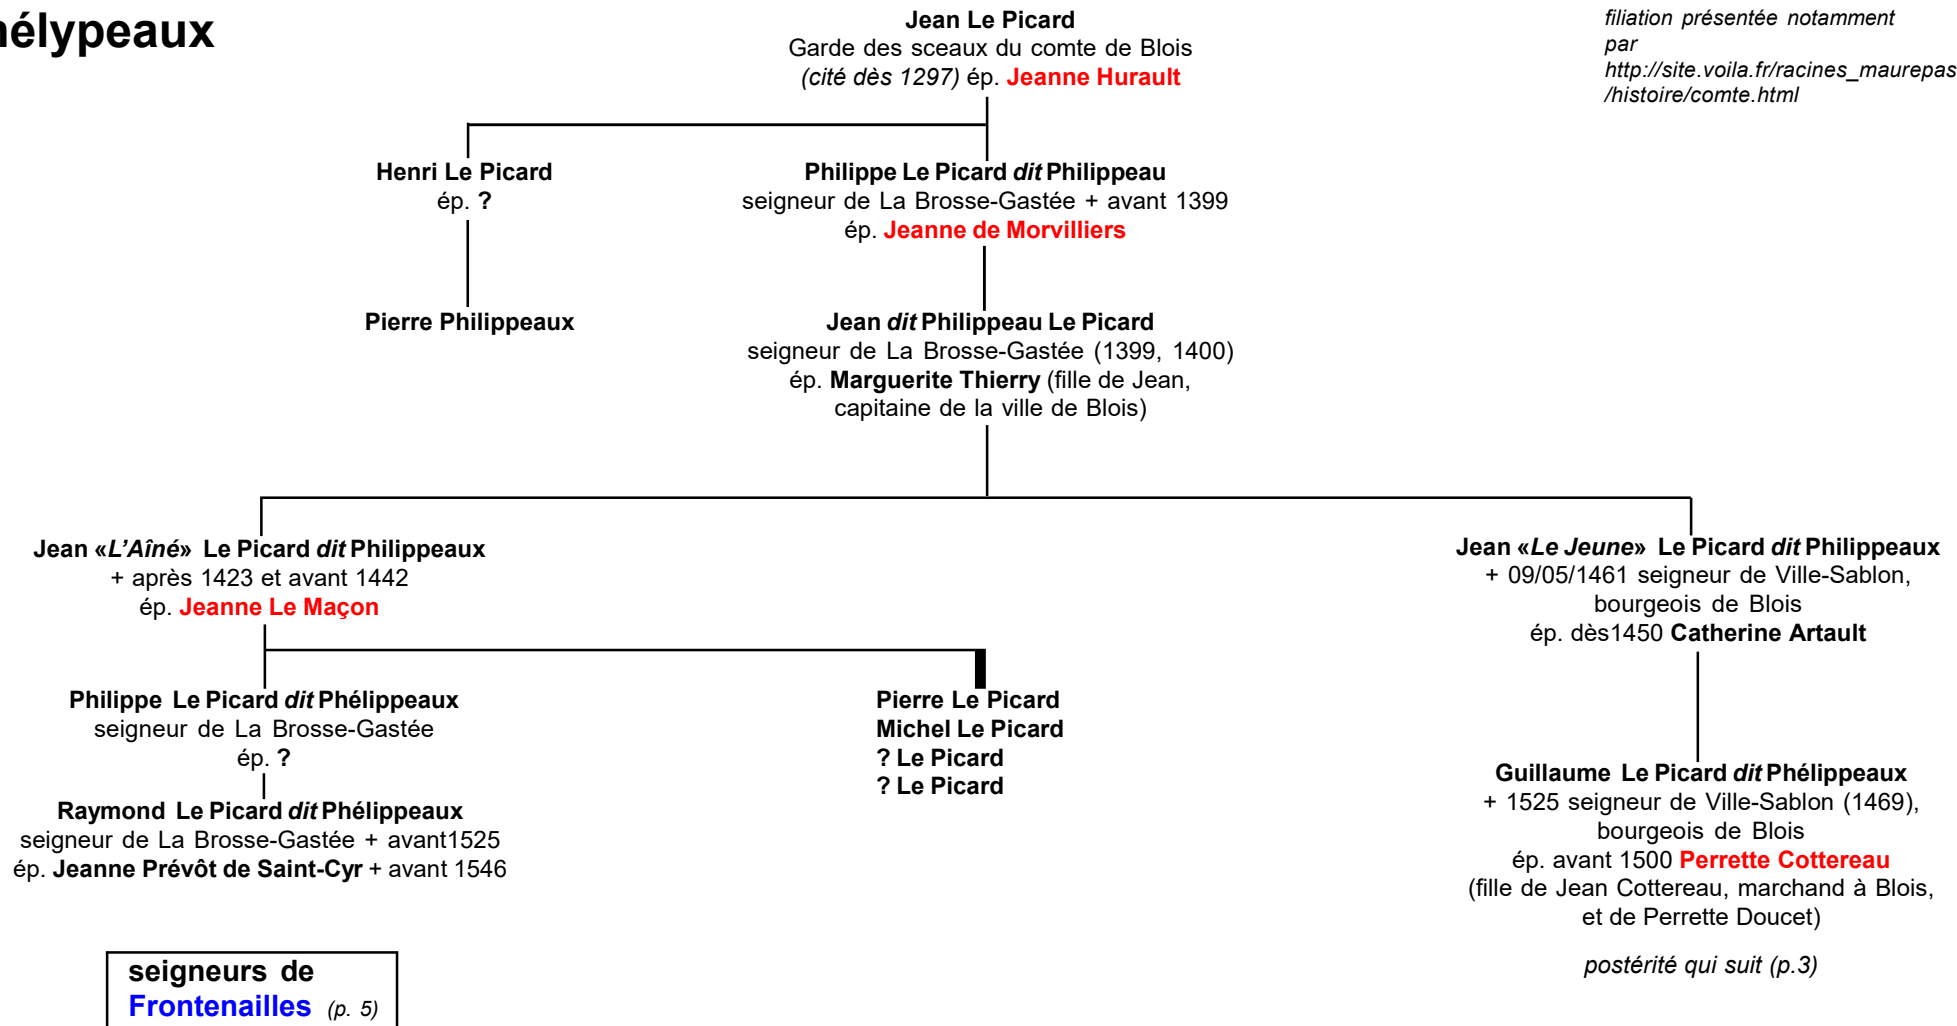 hélypeaux
Jean Le Picard
Garde des sceaux du comte de Blois
(cité dès 1297) ép. Jeanne Hurault
filiation présentée notamment
par
http://site.voila.fr/racines_maurepas
/histoire/comte.html
Henri Le Picard
ép. ?
Philippe Le Picard dit Philippeau
seigneur de La Brosse-Gastée + avant 1399
ép. Jeanne de Morvilliers
Pierre Philippeaux
Jean dit Philippeau Le Picard
seigneur de La Brosse-Gastée (1399, 1400)
ép. Marguerite Thierry (fille de Jean,
capitaine de la ville de Blois)
Jean «L'Aîné» Le Picard dit Philippeaux
+ après 1423 et avant 1442
ép. Jeanne Le Maçon
Jean «Le Jeune» Le Picard dit Philippeaux
+ 09/05/1461 seigneur de Ville-Sablon,
bourgeois de Blois
ép. dès1450 Catherine Artault
Philippe Le Picard dit Phélippeaux
seigneur de La Brosse-Gastée
ép. ?
Pierre Le Picard
Michel Le Picard
? Le Picard
? Le Picard
Raymond Le Picard dit Phélippeaux
seigneur de La Brosse-Gastée + avant1525
ép. Jeanne Prévôt de Saint-Cyr + avant 1546
Guillaume Le Picard dit Phélippeaux
+ 1525 seigneur de Ville-Sablon (1469),
bourgeois de Blois
ép. avant 1500 Perrette Cottereau
(fille de Jean Cottereau, marchand à Blois,
et de Perrette Doucet)
postérité qui suit (p.3)
seigneurs de
Frontenailles (p. 5)